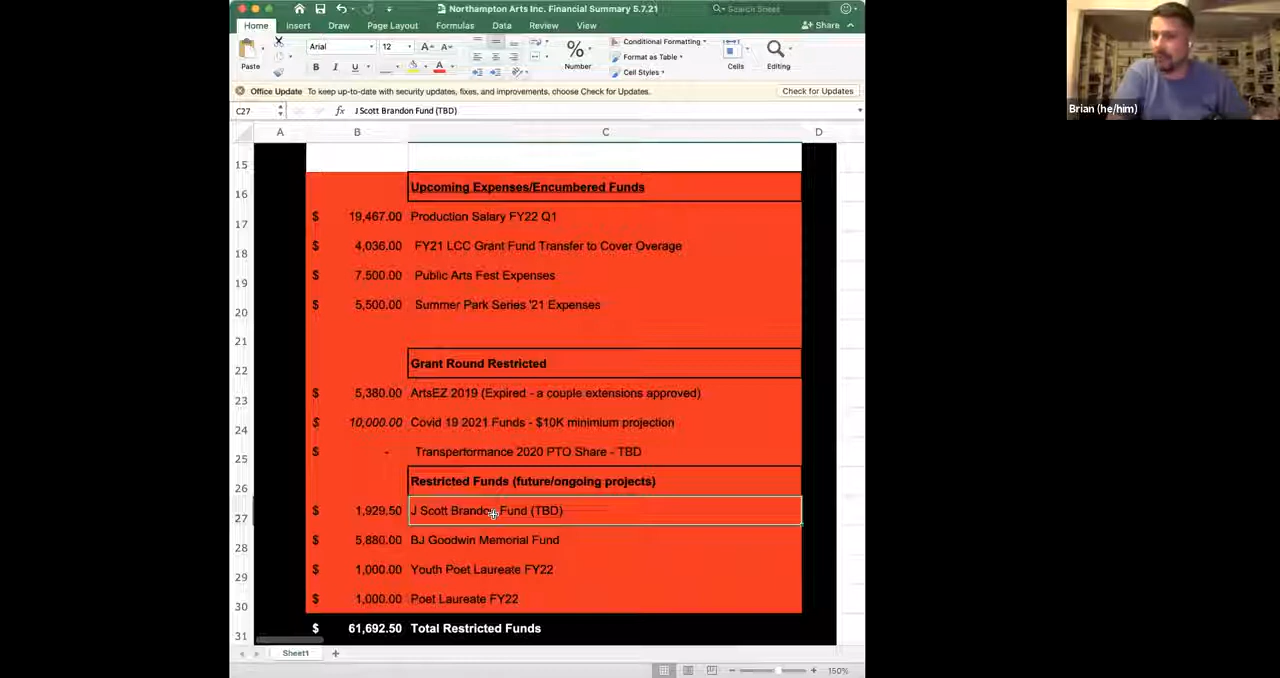 Northampton Arts Inc. Financial Summary 5.7.21
Search Sheet
Home Insert Draw Page Layout Formulas Data Review View Share
Arial 12
Conditional Formatting
Format as Table
Cell Styles
Paste
B I U
A
%
Number
Cells
Editing
Office Update To keep up-to-date with security updates, fixes, and improvements, choose Check for Updates. Check for Updates
C27 fx J Scott Brandon Fund (TBD)
A B C D
15
16 Upcoming Expenses/Encumbered Funds
17 $ 19,467.00 Production Salary FY22 Q1
18 $ 4,036.00 FY21 LCC Grant Fund Transfer to Cover Overage
19 $ 7.500.00 Public Arts Fest Expenses
20 $ 5,500.00 Summer Park Series '21 Expenses
21
22 Grant Round Restricted
23 $ 5,380.00 ArtsEZ 2019 (Expired - a couple extensions approved)
24 $ 10,000.00 Covid 19 2021 Funds - $10K minimium projection
25 $ - Transperformance 2020 PTO Share - TBD
26 Restricted Funds (future/ongoing projects)
27 $ 1,929.50 J Scott Brandon Fund (TBD)
28 $ 5,880.00 BJ Goodwin Memorial Fund
29 $ 1,000.00 Youth Poet Laureate FY22
30 $ 1,000.00 Poet Laureate FY22
31 $ 61,692.50 Total Restricted Funds
Sheet1 +
150%
Brian (he/him)